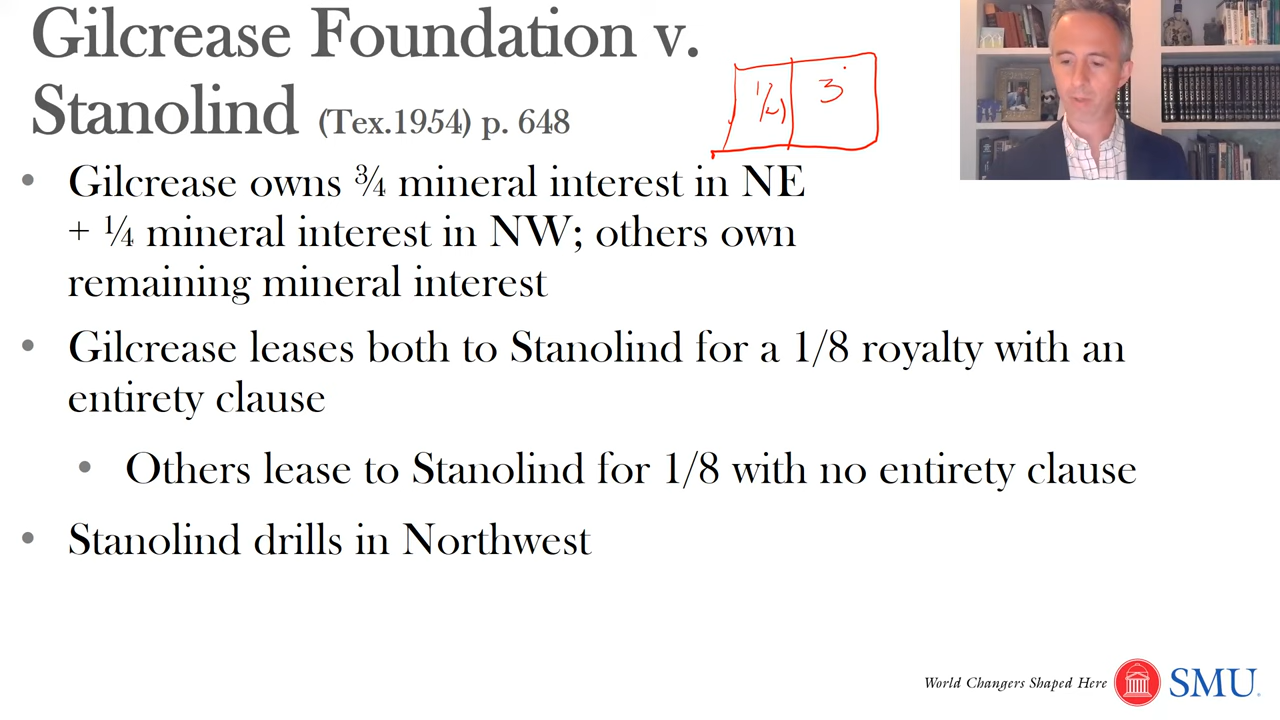 Gilcrease Foundation v.
Stanolind (Tex.1954) p. 648
1/4
3
• Gilcrease owns ¾ mineral interest in NE
+ ¼ mineral interest in NW; others own
remaining mineral interest
• Gilcrease leases both to Stanolind for a 1/8 royalty with an
entirety clause
• Others lease to Stanolind for 1/8 with no entirety clause
• Stanolind drills in Northwest
World Changers Shaped Here SMU.